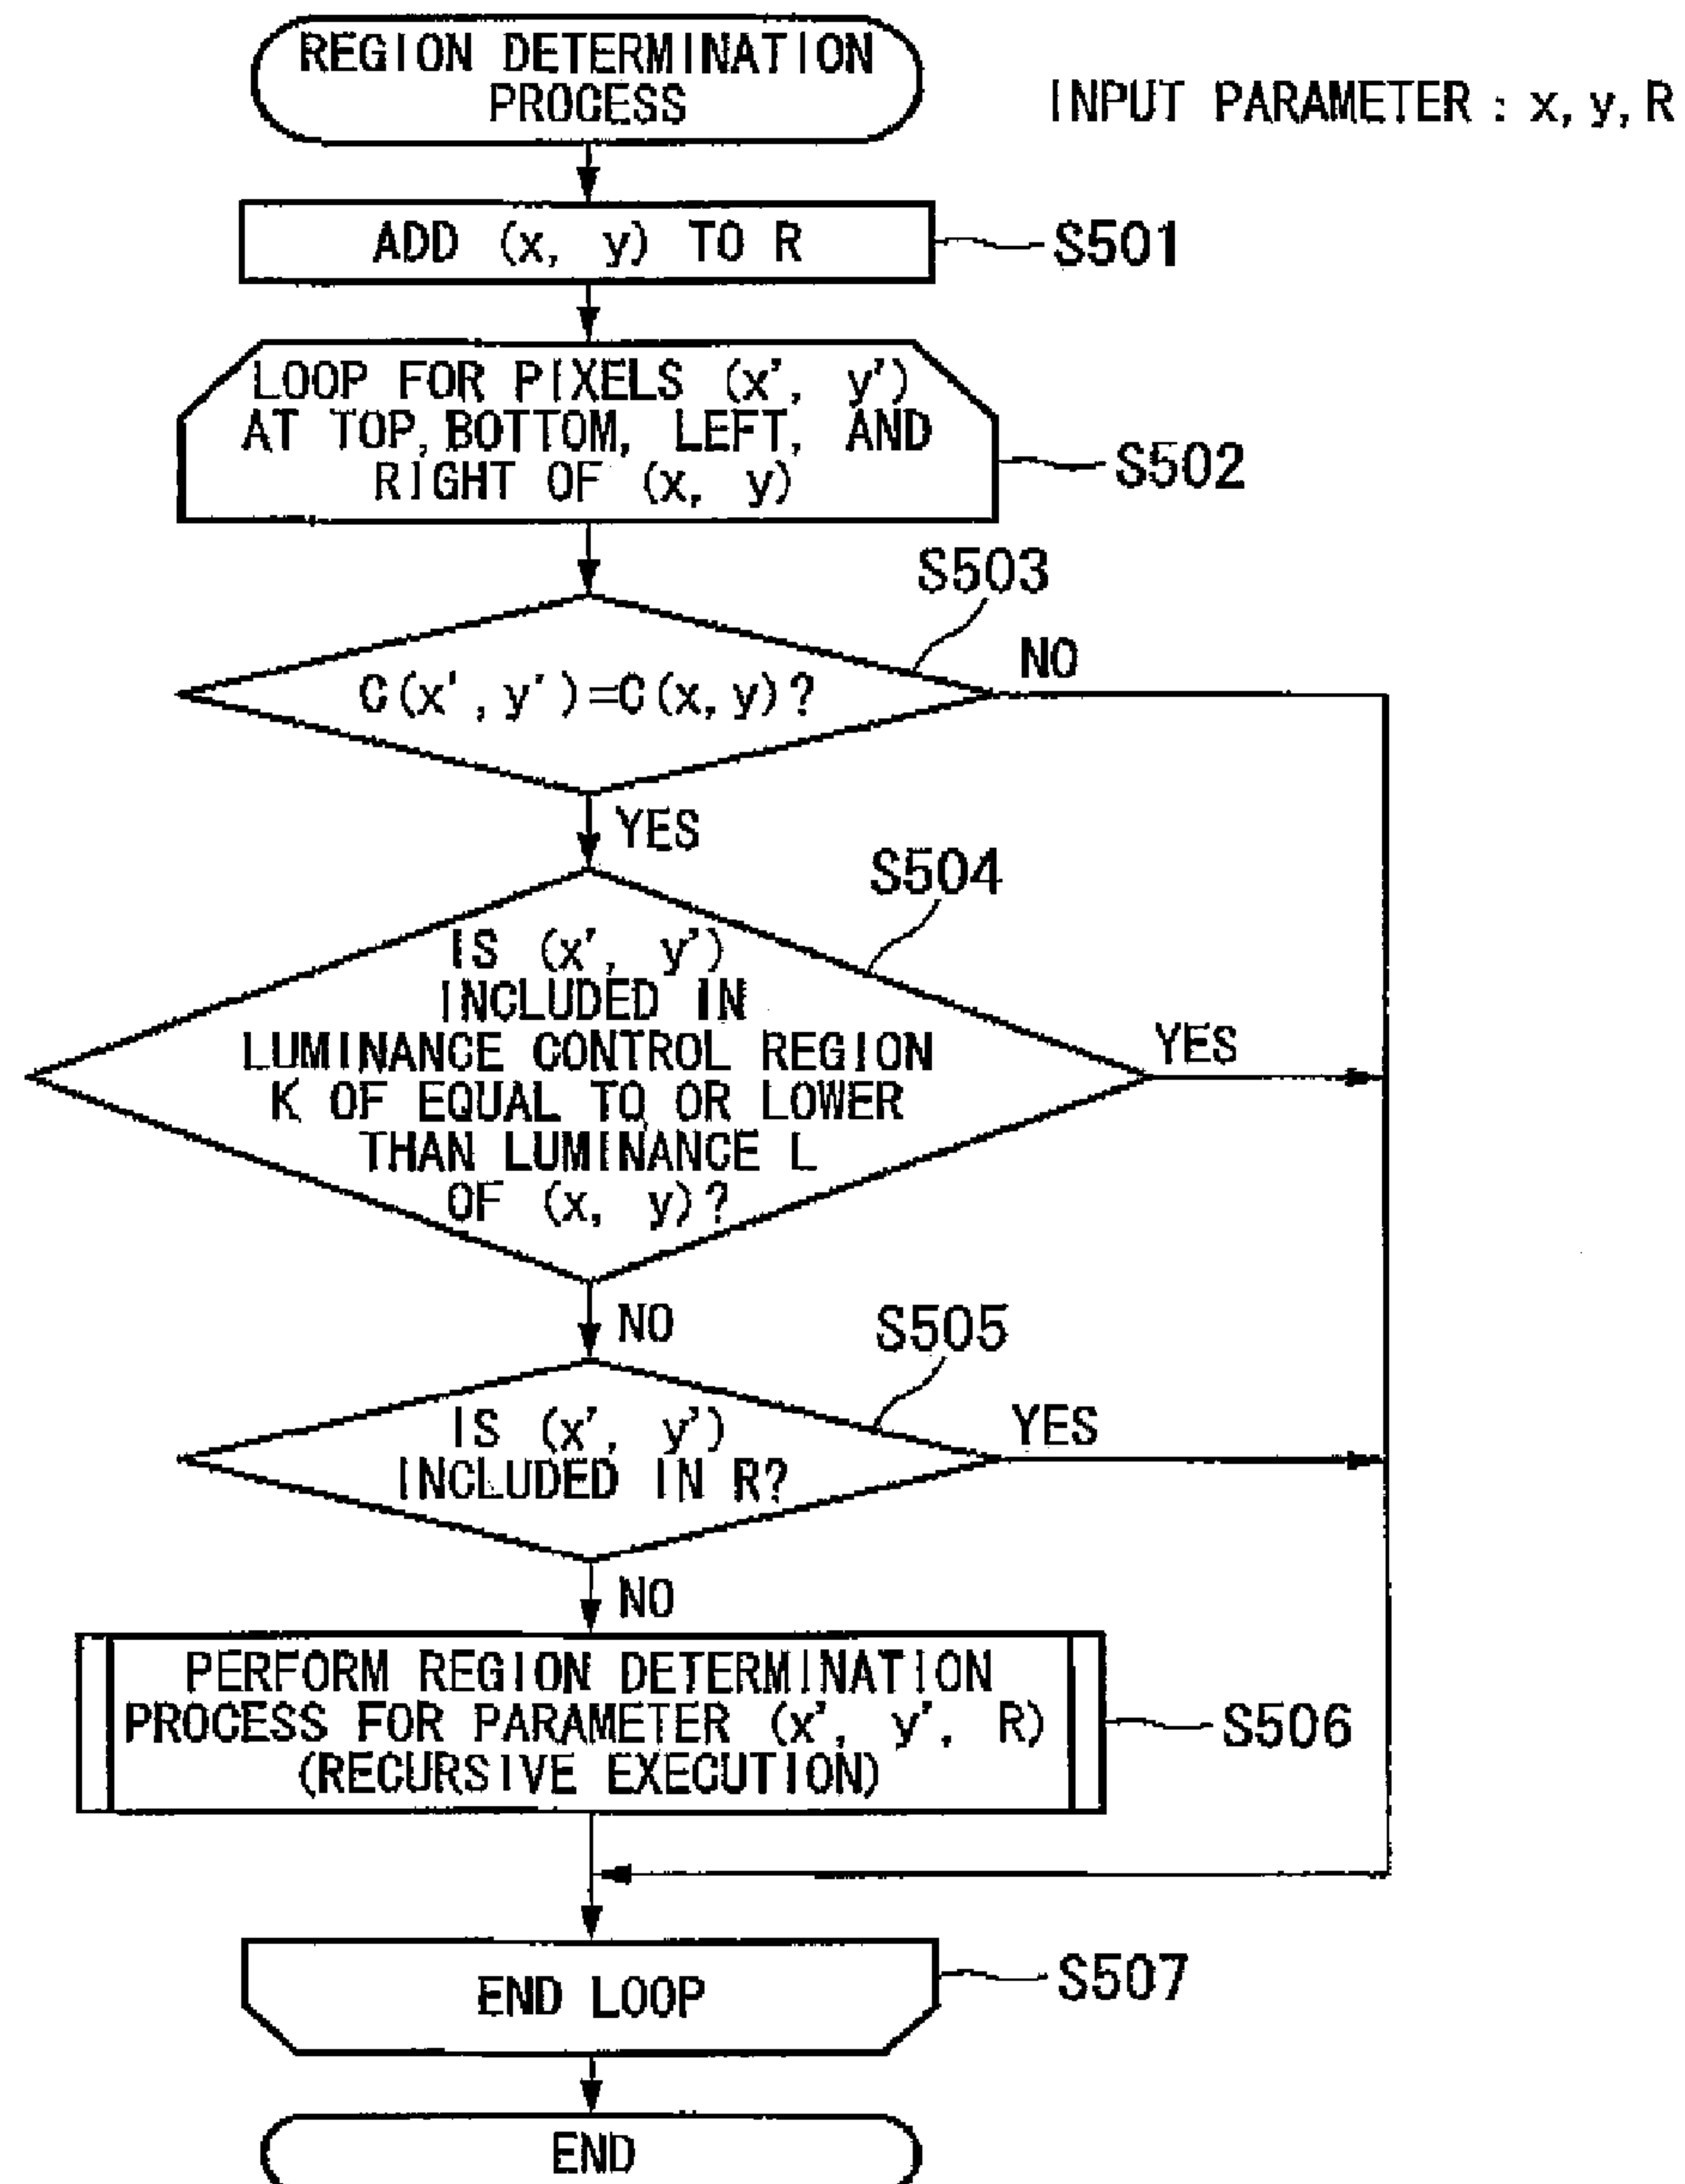 REGION DETERMINATION
PROCESS
INPUT PARAMETER : x, y, R
ADD (x, y) TO R
S501
LOOP FOR PIXELS (x', y')
AT TOP, BOTTOM, LEFT, AND
RIGHT OF (x, y)
S502
S503
C(x', y')=C(x, y)?
NO
YES
S504
IS (x', y')
INCLUDED IN
LUMINANCE CONTROL REGION
K OF EQUAL TO OR LOWER
THAN LUMINANCE L
OF (x, y)?
YES
NO
S505
IS (x', y')
INCLUDED IN R?
YES
NO
PERFORM REGION DETERMINATION
PROCESS FOR PARAMETER (x', y', R)
(RECURSIVE EXECUTION)
S506
END LOOP
S507
END